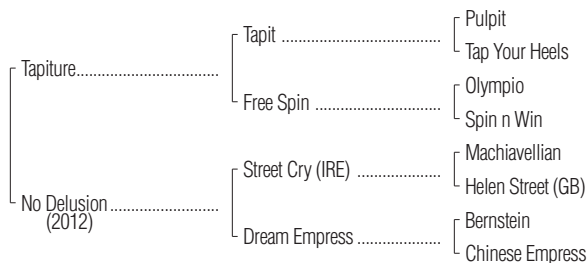 Pulpit
Tapit ........................................
Tap Your Heels
Tapiture....................................
Olympio
Free Spin ................................
Spin n Win
Machiavellian
Street Cry (IRE) .....................
Helen Street (GB)
No Delusion ...........................
(2012)
Bernstein
Dream Empress .....................
Chinese Empress